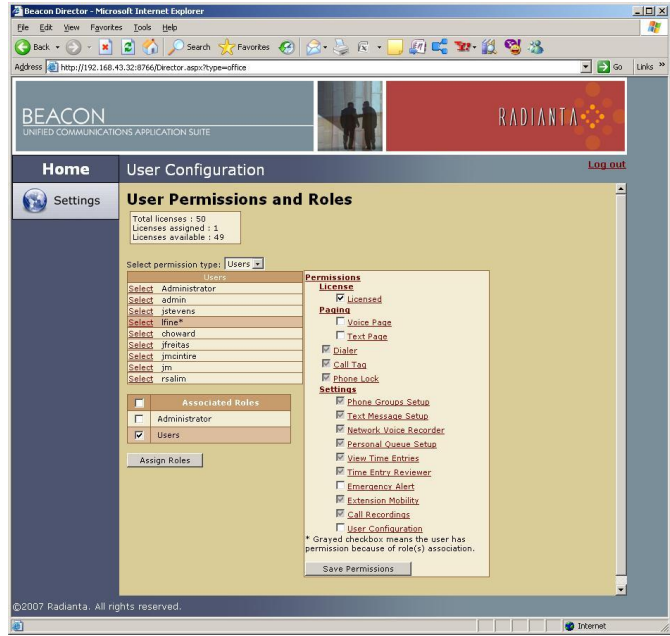 Beacon Director - Microsoft Internet Explorer
File Edit View Favorites Tools Help
Back Search Favorites
Address http://192.168.43.32:8766/Director.aspx?type=office Go Links »
BEACON
UNIFIED COMMUNICATIONS APPLICATION SUITE
RADIANTA
Home User Configuration Log out
Settings
User Permissions and Roles
Total licenses : 50
Licenses assigned : 1
Licenses available : 49
Select permission type: Users
Users
Select Administrator
Select admin
Select jstevens
Select lfine*
Select choward
Select jfreitas
Select jmcintire
Select jm
Select rsalim
Associated Roles
Administrator
Users
Assign Roles
Permissions
License
Licensed
Paging
Voice Page
Text Page
Dialer
Call Tag
Phone Lock
Settings
Phone Groups Setup
Text Message Setup
Network Voice Recorder
Personal Queue Setup
View Time Entries
Time Entry Reviewer
Emergency Alert
Extension Mobility
Call Recordings
User Configuration
* Grayed checkbox means the user has
permission because of role(s) association.
Save Permissions
©2007 Radianta. All rights reserved.
Internet